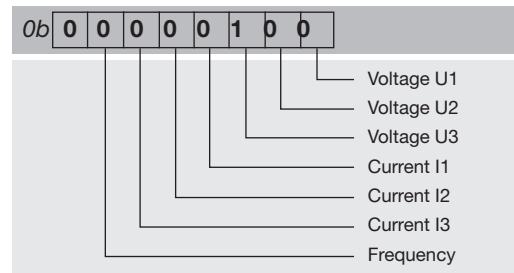 0b 0 0 0 0 0 1 0 0
Voltage U1
Voltage U2
Voltage U3
Current I1
Current I2
Current I3
Frequency